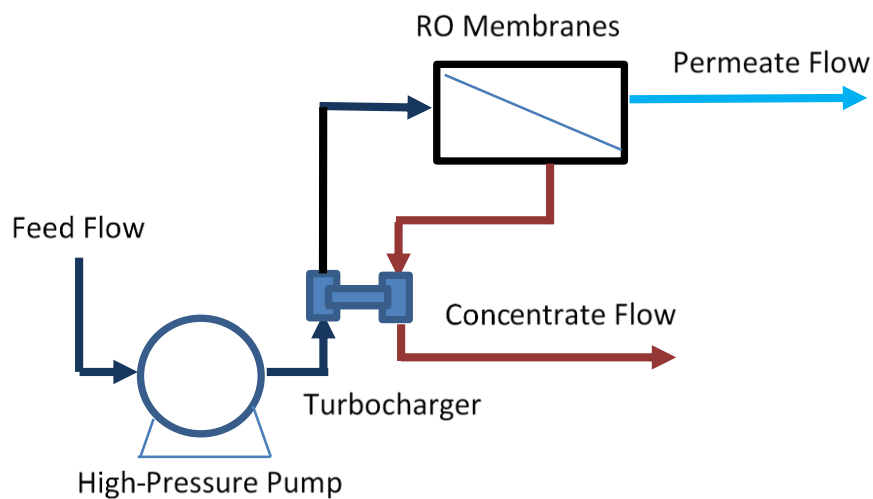 RO Membranes
Permeate Flow
Feed Flow
Concentrate Flow
Turbocharger
High-Pressure Pump